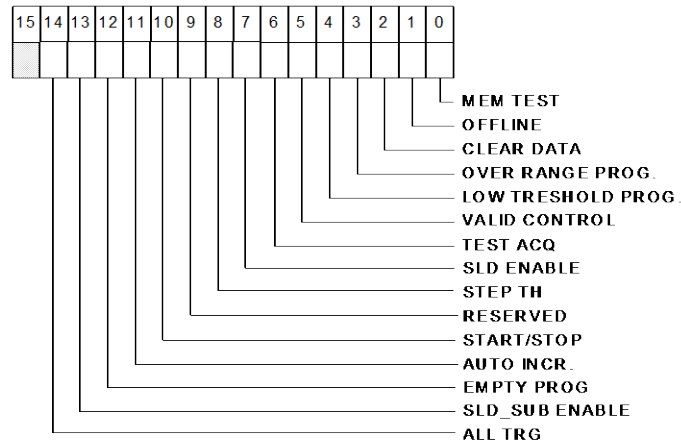 15 14 13 12 11 10 9 8 7 6 5 4 3 2 1 0
MEM TEST
OFFLINE
CLEAR DATA
OVER RANGE PROG.
LOW TRESHOLD PROG.
VALID CONTROL
TEST ACQ
SLD ENABLE
STEP TH
RESERVED
START/STOP
AUTO INCR.
EMPTY PROG
SLD_SUB ENABLE
ALL TRG